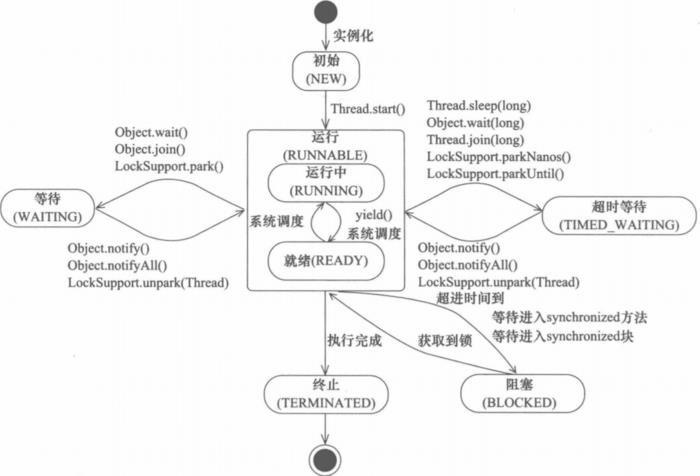 实例化
初始
(NEW)
Thread.start()
Object.wait()
Object.join()
LockSupport.park()
运行
(RUNNABLE)
Thread.sleep(long)
Object.wait(long)
Thread.join(long)
LockSupport.parkNanos()
LockSupport.parkUntil()
运行中
(RUNNING)
等待
(WAITING)
系统调度
yield()
系统调度
超时等待
(TIMED_WAITING)
就绪(READY)
Object.notify()
Object.notifyAll()
LockSupport.unpark(Thread)
Object.notify()
Object.notifyAll()
LockSupport.unpark(Thread)
超进时间到
等待进入synchronized方法
等待进入synchronized块
执行完成
获取到锁
终止
(TERMINATED)
阻塞
(BLOCKED)